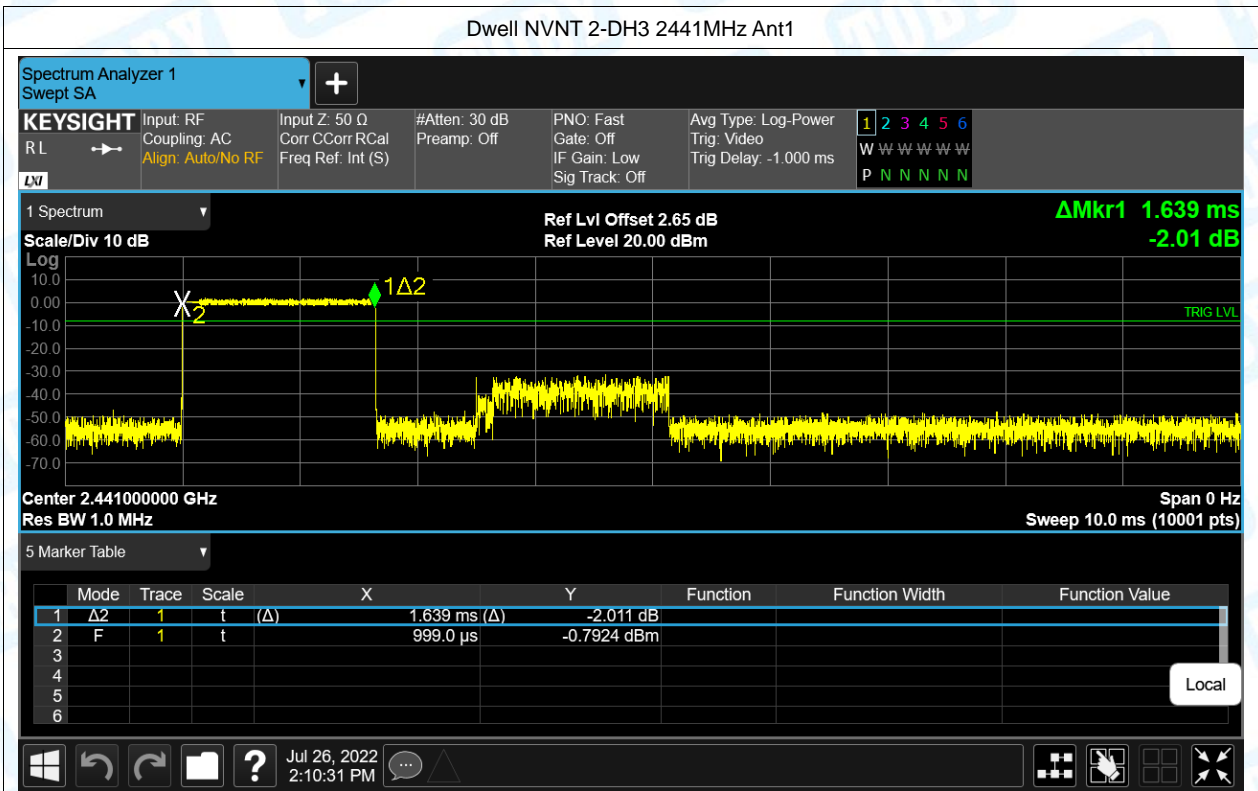 Dwell NVNT 2-DH3 2441MHz Ant1
Spectrum Analyzer 1
Swept SA
KEYSIGHT
R L
LXI
Input: RF
Coupling: AC
Align: Auto/No RF
Input Z: 50 Ω
Corr CCorr RCal
Freq Ref: Int (S)
#Atten: 30 dB
Preamp: Off
PNO: Fast
Gate: Off
IF Gain: Low
Sig Track: Off
Avg Type: Log-Power
Trig: Video
Trig Delay: -1.000 ms
1 2 3 4 5 6
W W W W W W
P N N N N N
1 Spectrum
Scale/Div 10 dB
Ref Lvl Offset 2.65 dB
Ref Level 20.00 dBm
ΔMkr1 1.639 ms
-2.01 dB
Log
10.0
0.00
-10.0
-20.0
-30.0
-40.0
-50.0
-60.0
-70.0
1Δ2
2
TRIG LVL
Center 2.441000000 GHz
Res BW 1.0 MHz
Span 0 Hz
Sweep 10.0 ms (10001 pts)
5 Marker Table
Mode Trace Scale X Y Function Function Width Function Value
1 Δ2 1 t (Δ) 1.639 ms (Δ) -2.011 dB
2 F 1 t 999.0 µs -0.7924 dBm
3
4
5
6
Local
?
Jul 26, 2022
2:10:31 PM